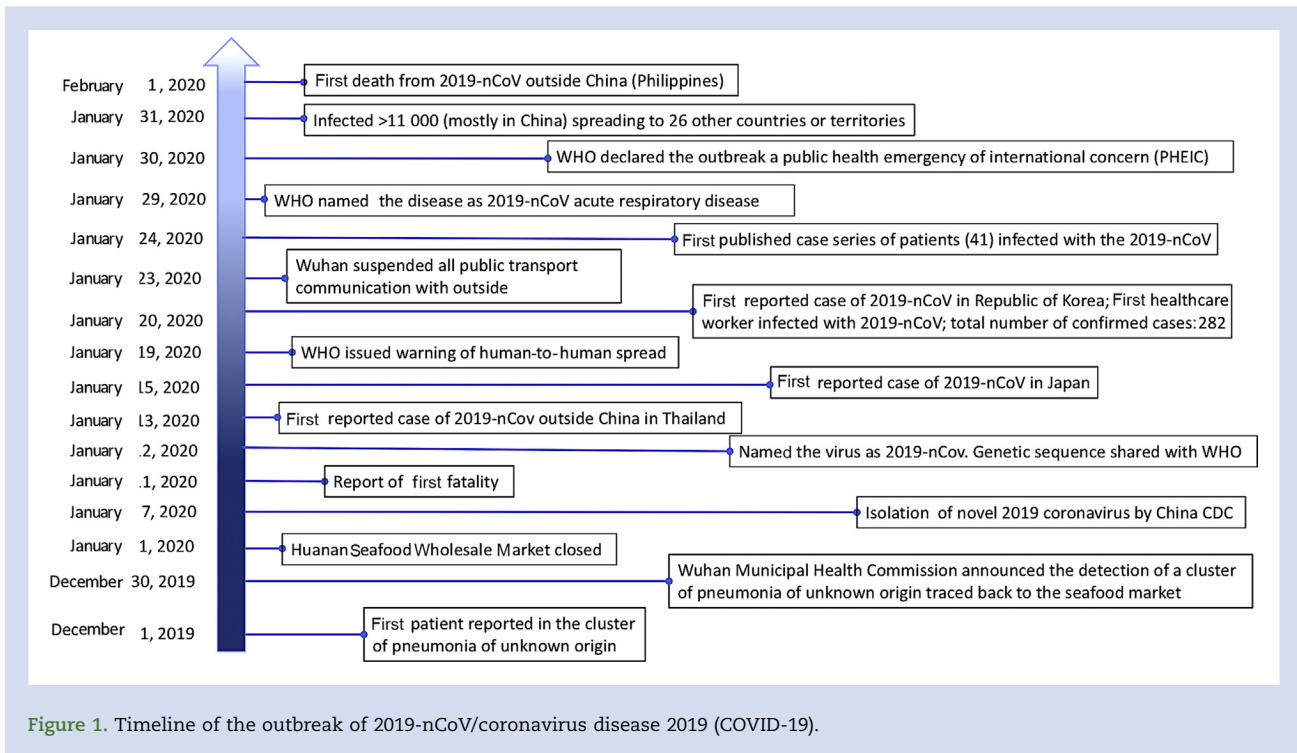 February 1, 2020
First death from 2019-nCoV outside China (Philippines)
January 31, 2020
Infected >11 000 (mostly in China) spreading to 26 other countries or territories
January 30, 2020
WHO declared the outbreak a public health emergency of international concern (PHEIC)
January 29, 2020
WHO named the disease as 2019-nCoV acute respiratory disease
January 24, 2020
First published case series of patients (41) infected with the 2019-nCoV
January 23, 2020
Wuhan suspended all public transport
communication with outside
January 20, 2020
First reported case of 2019-nCoV in Republic of Korea; First healthcare
worker infected with 2019-nCoV; total number of confirmed cases:282
January 19, 2020
WHO issued warning of human-to-human spread
January 15, 2020
First reported case of 2019-nCoV in Japan
January 13, 2020
First reported case of 2019-nCov outside China in Thailand
January .2, 2020
Named the virus as 2019-nCov. Genetic sequence shared with WHO
January .1, 2020
Report of first fatality
January 7, 2020
Isolation of novel 2019 coronavirus by China CDC
January 1, 2020
Huanan Seafood Wholesale Market closed
December 30, 2019
Wuhan Municipal Health Commission announced the detection of a cluster
of pneumonia of unknown origin traced back to the seafood market
December 1, 2019
First patient reported in the cluster
of pneumonia of unknown origin
Figure 1. Timeline of the outbreak of 2019-nCoV/coronavirus disease 2019 (COVID-19).